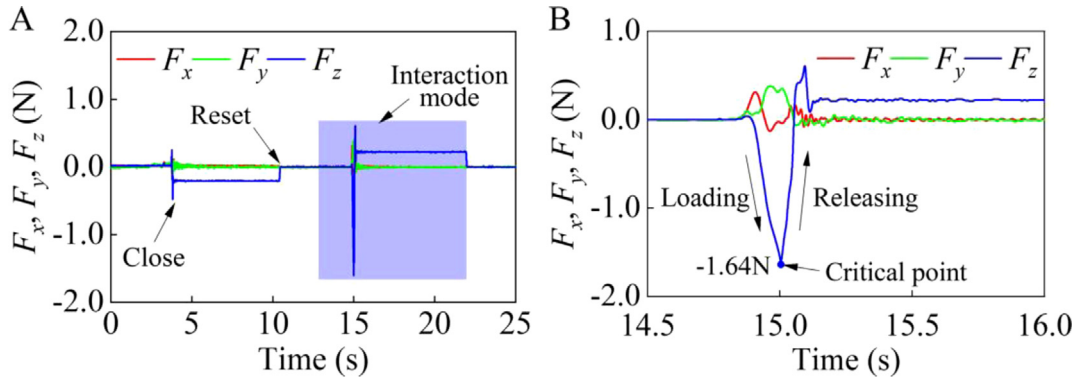 A
2.0
1.0
0.0
-1.0
-2.0
Fx, Fy, Fz (N)
Fx Fy Fz
Interaction
mode
Reset
Close
0 5 10 15 20 25
Time (s)
B
1.0
0.0
-1.0
-2.0
Fx, Fy, Fz (N)
Fx Fy Fz
Loading
Releasing
-1.64N
Critical point
14.5 15.0 15.5 16.0
Time (s)